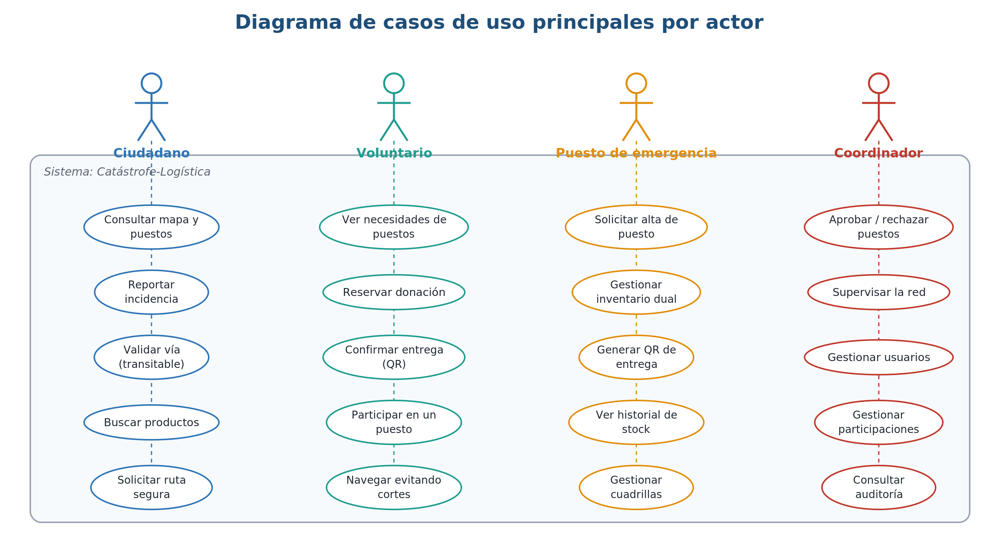 Diagrama de casos de uso principales por actor
Ciudadano
Voluntario
Puesto de emergencia
Coordinador
Sistema: Catástrofe-Logística
Consultar mapa y
puestos
Reportar
incidencia
Validar vía
(transitable)
Buscar productos
Solicitar ruta
segura
Ver necesidades de
puestos
Reservar donación
Confirmar entrega
(QR)
Participar en un
puesto
Navegar evitando
cortes
Solicitar alta de
puesto
Gestionar
inventario dual
Generar QR de
entrega
Ver historial de
stock
Gestionar
cuadrillas
Aprobar / rechazar
puestos
Supervisar la red
Gestionar usuarios
Gestionar
participaciones
Consultar
auditoría